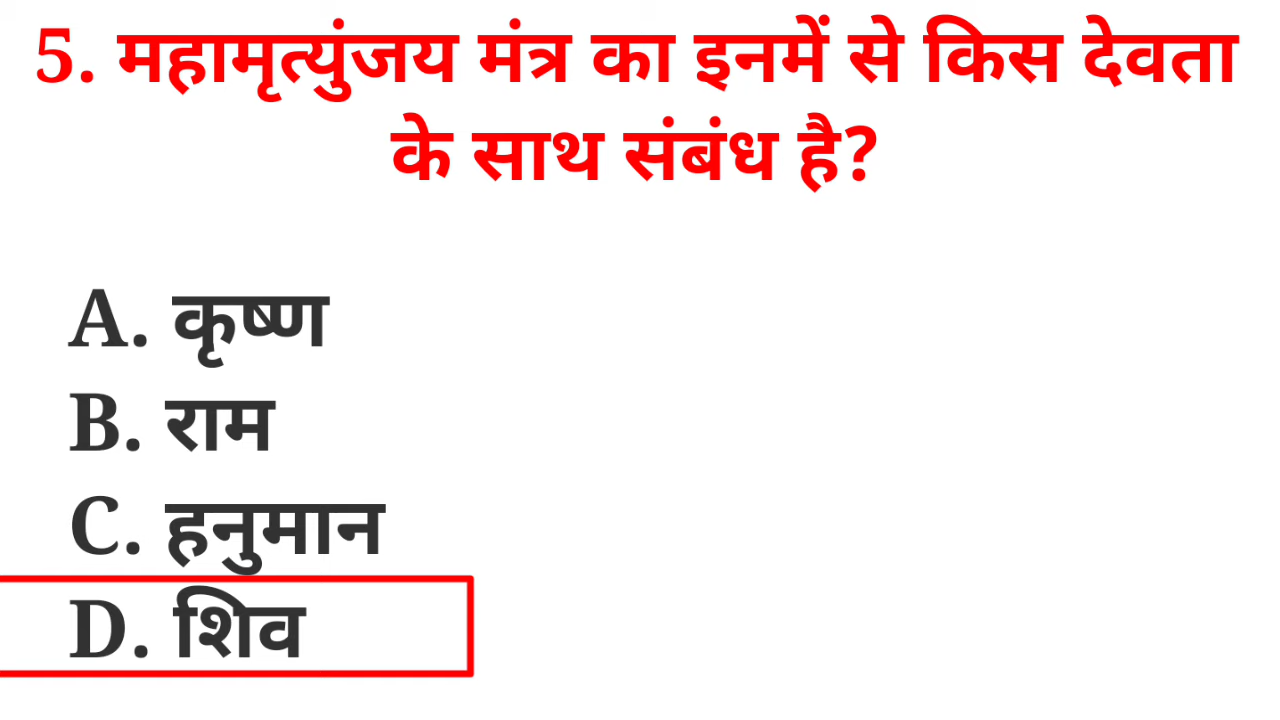 5. महामृत्युंजय मंत्र का इनमें से किस देवता
के साथ संबंध है?
A. कृष्ण
B. राम
C. हनुमान
D. शिव